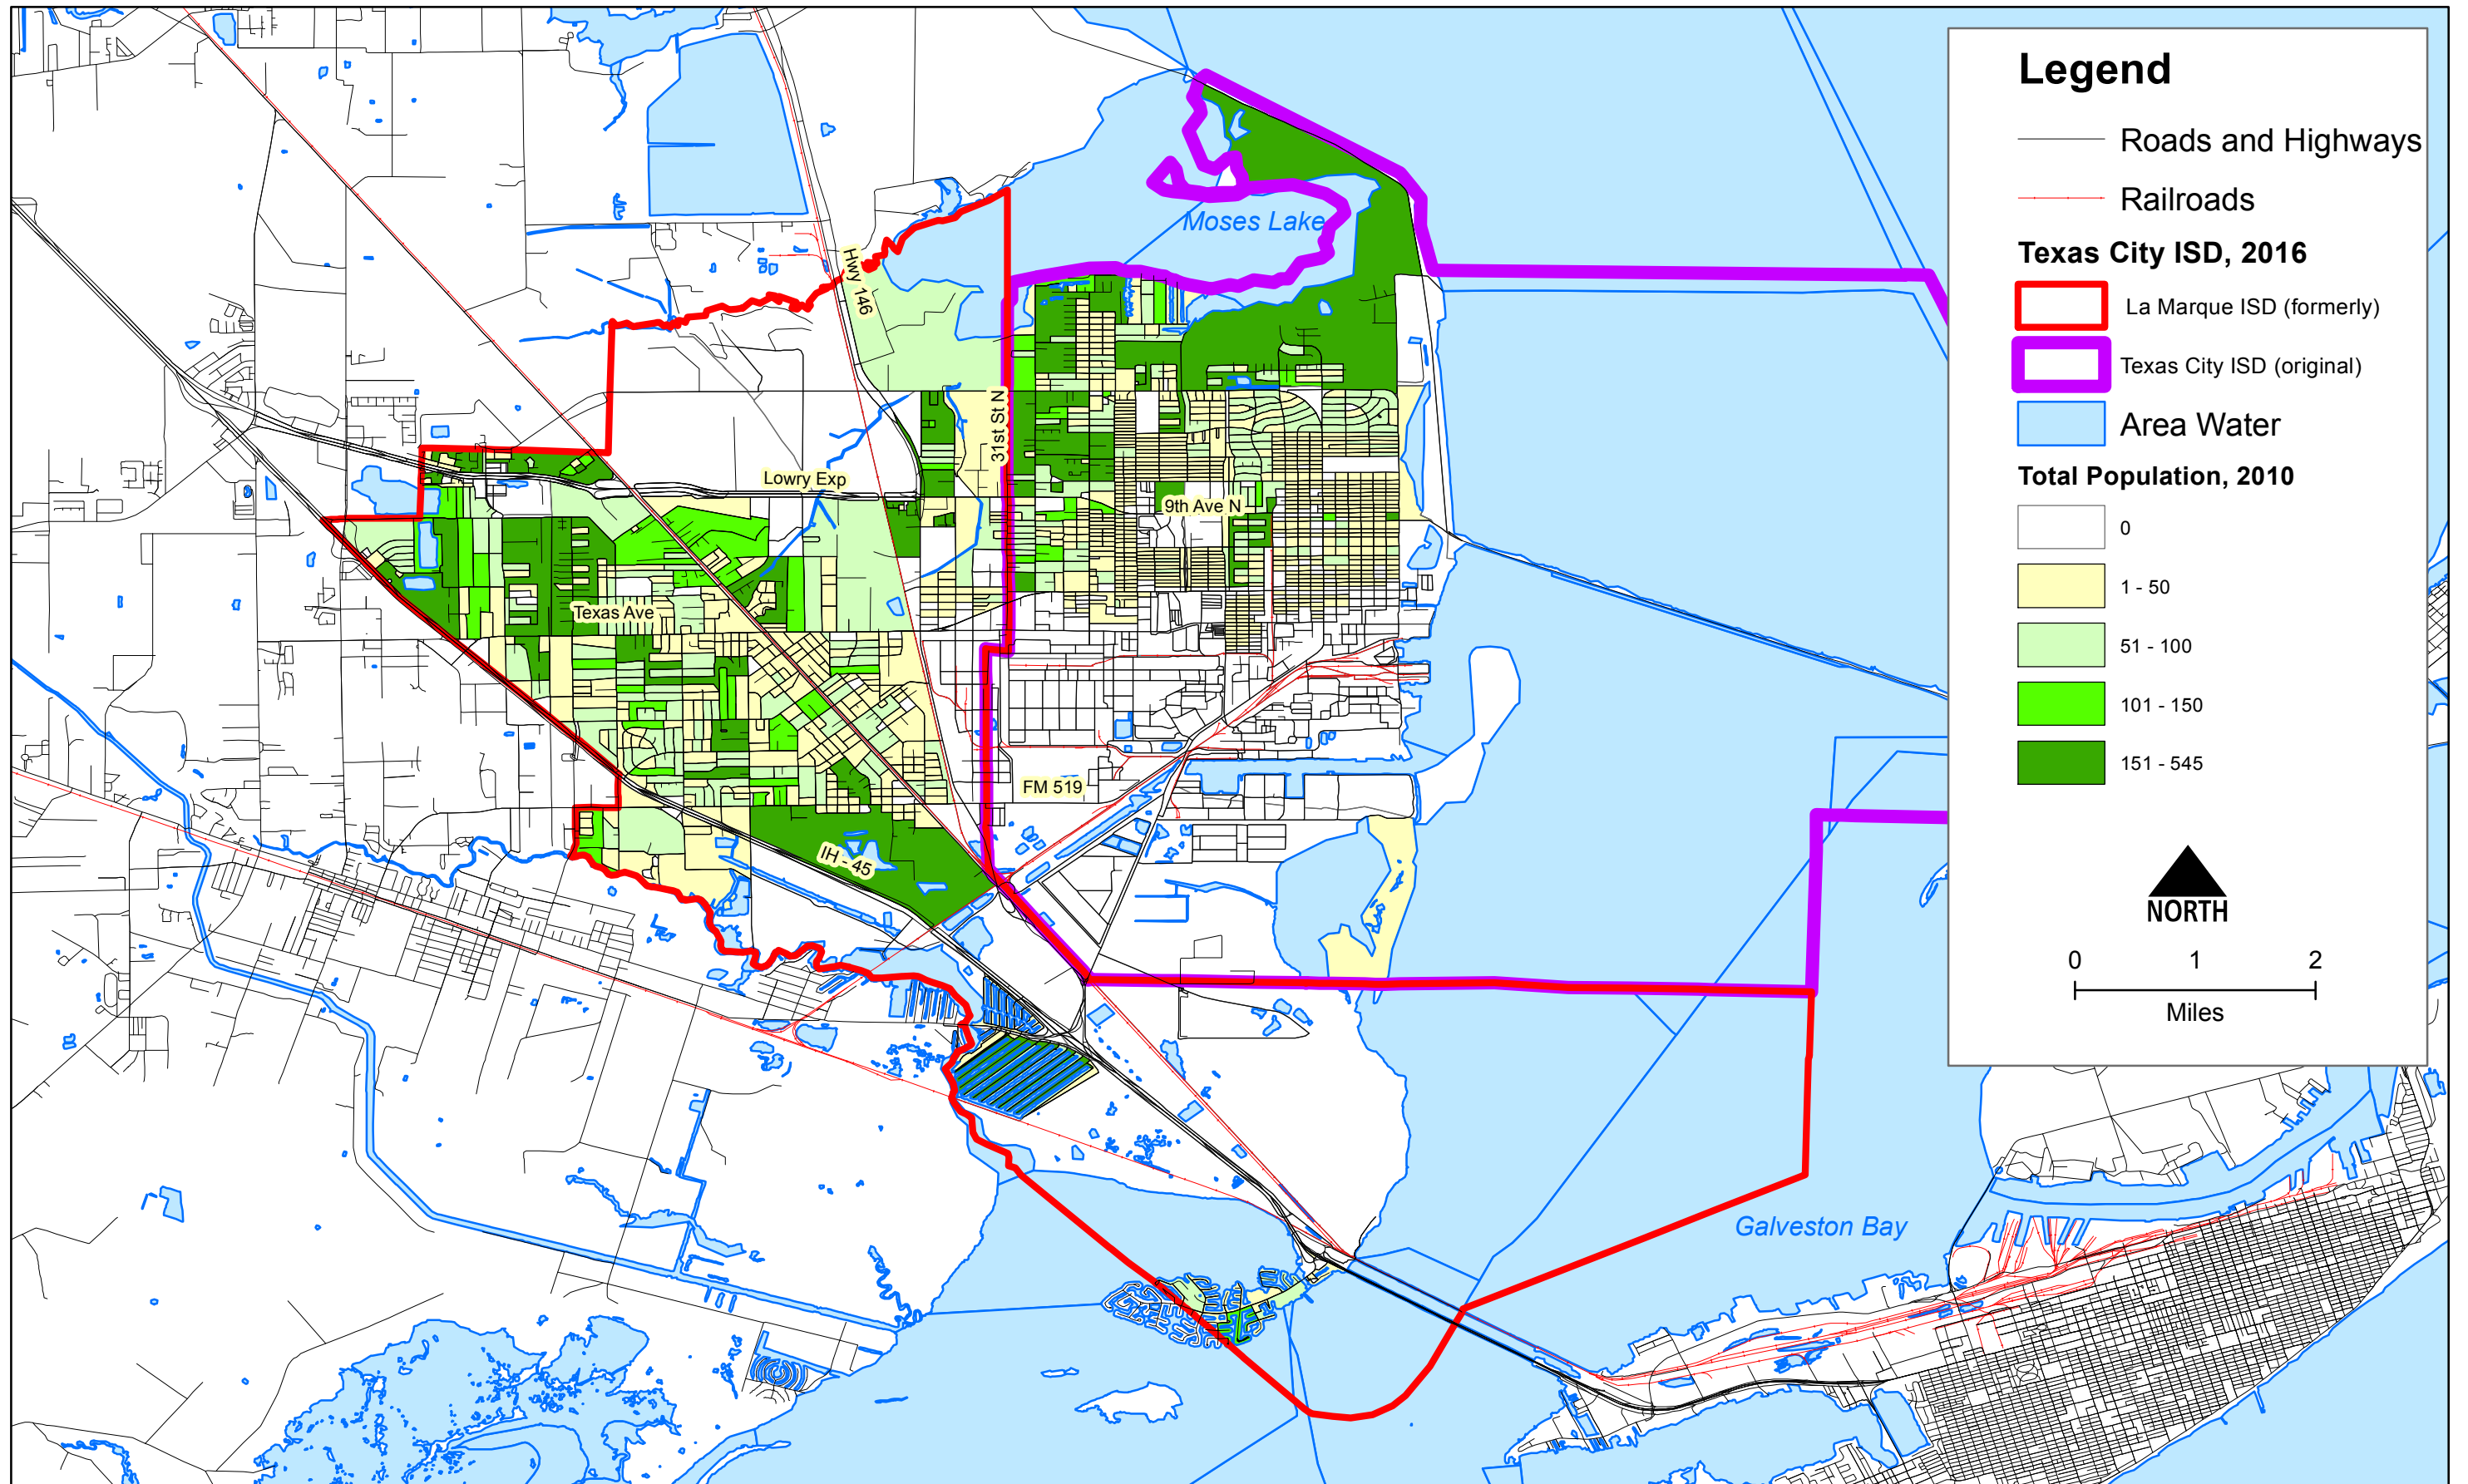 Legend
Roads and Highways
Railroads
Texas City ISD, 2016
La Marque ISD (formerly)
Texas City ISD (original)
Area Water
Total Population, 2010
0
1 - 50
51 - 100
101 - 150
151 - 545
NORTH
0 1 2
Miles
Moses Lake
Hwy 146
31st St N
Lowry Exp
9th Ave N
Texas Ave
FM 519
IH - 45
Galveston Bay